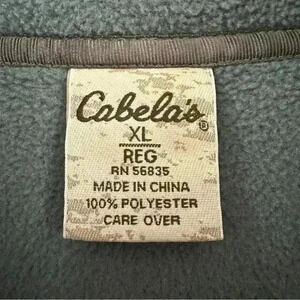 Cabela's®
XL
REG
RN 56835
MADE IN CHINA
100% POLYESTER
CARE OVER